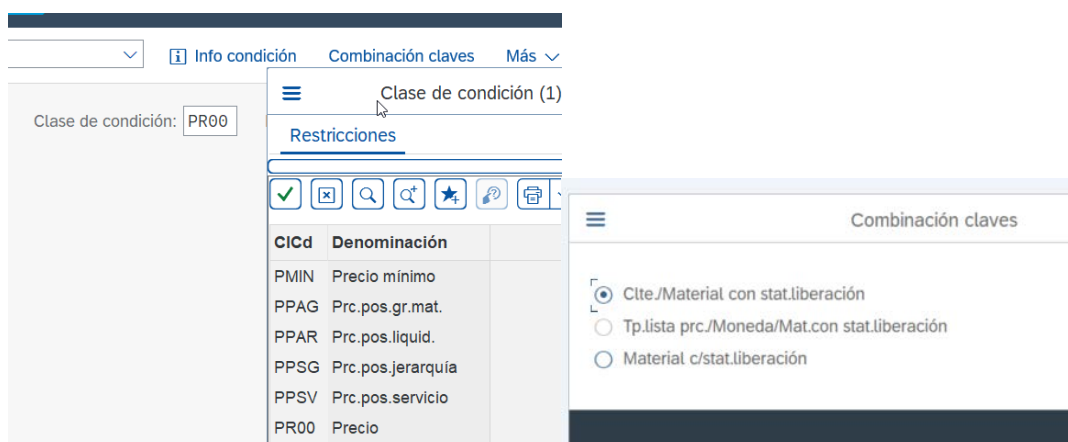 Info condición Combinación claves Más
Clase de condición (1)
Clase de condición: PR00
Restricciones
ClCd Denominación
PMIN Precio mínimo
PPAG Prc.pos.gr.mat.
PPAR Prc.pos.liquid.
PPSG Prc.pos.jerarquía
PPSV Prc.pos.servicio
PR00 Precio
Combinación claves
Clte./Material con stat.liberación
Tp.lista prc./Moneda/Mat.con stat.liberación
Material c/stat.liberación